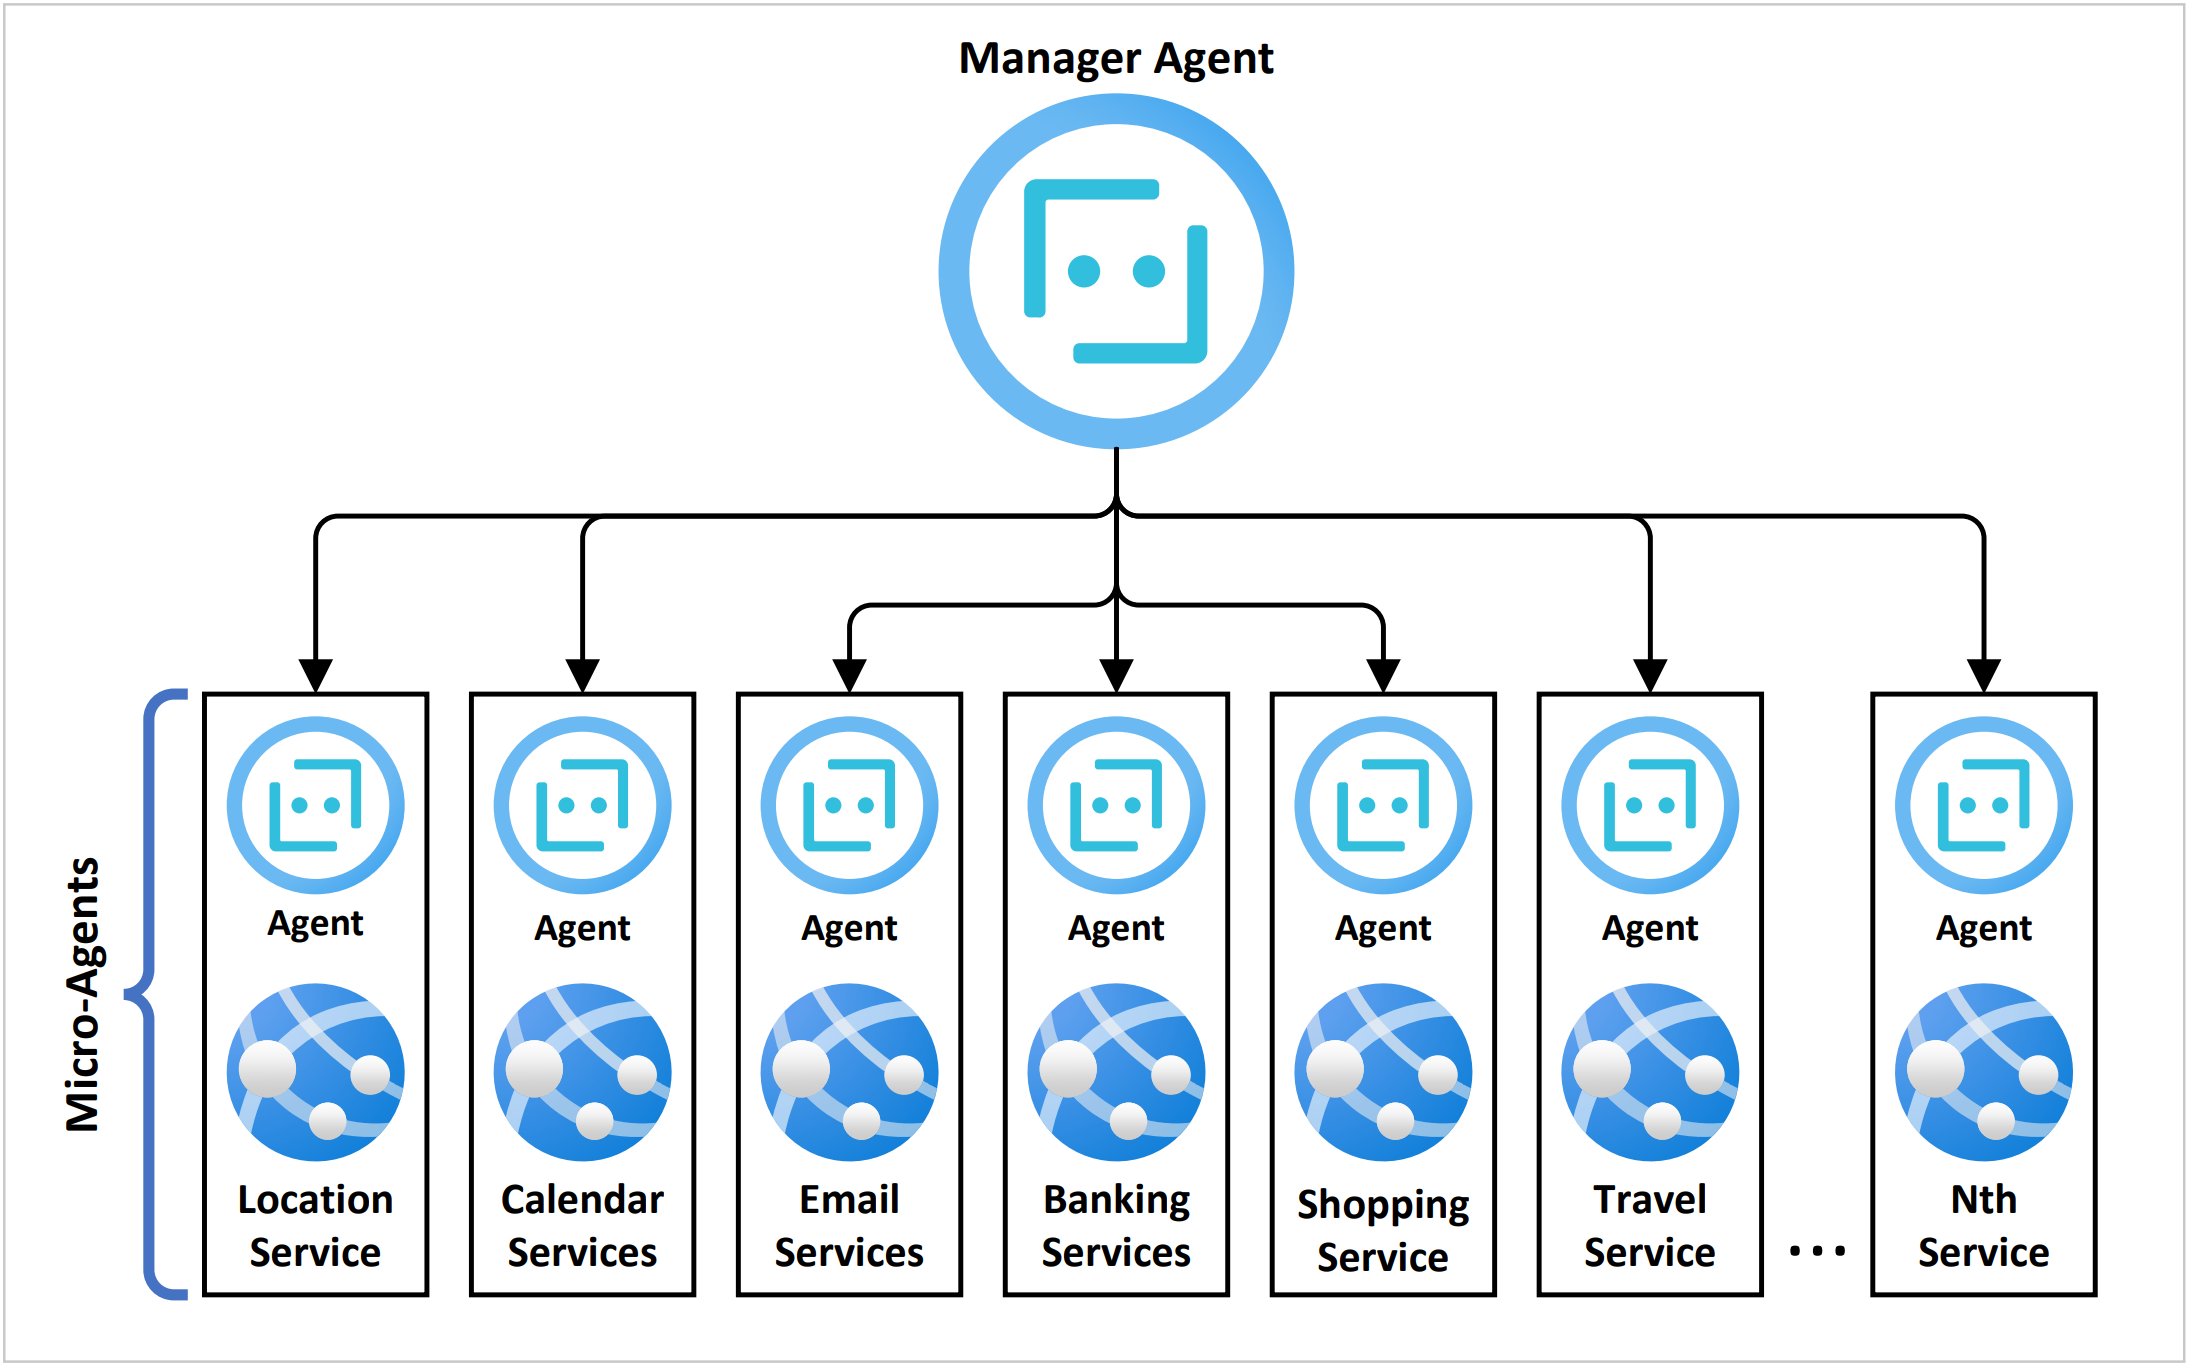 Manager Agent
Micro-Agents
Agent
Location
Service
Agent
Calendar
Services
Agent
Email
Services
Agent
Banking
Services
Agent
Shopping
Service
Agent
Travel
Service
...
Agent
Nth
Service